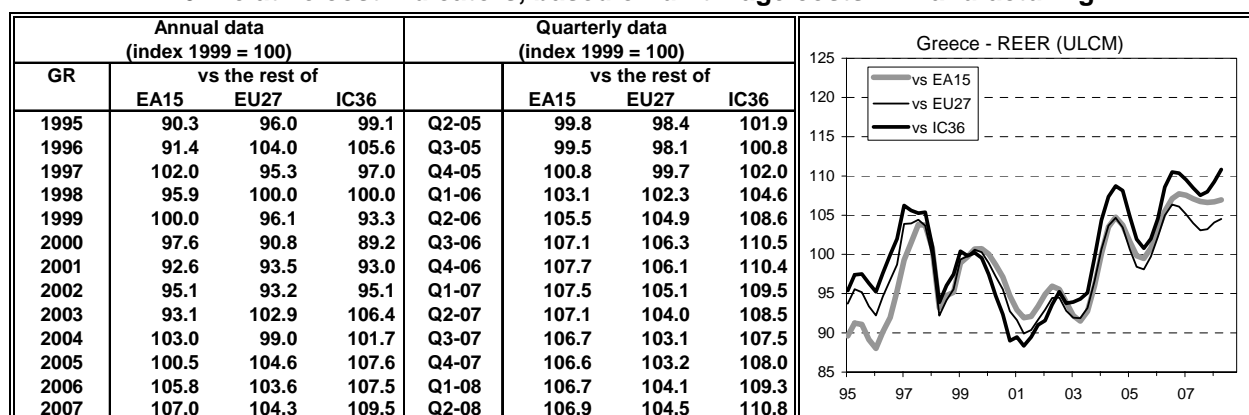 relative cost indicators, based on unit wage costs in manufacturing
Annual data
(index 1999 = 100)
Quarterly data
(index 1999 = 100)
GR vs the rest of vs the rest of
EA15 EU27 IC36 EA15 EU27 IC36
1995 90.3 96.0 99.1 Q2-05 99.8 98.4 101.9
1996 91.4 104.0 105.6 Q3-05 99.5 98.1 100.8
1997 102.0 95.3 97.0 Q4-05 100.8 99.7 102.0
1998 95.9 100.0 100.0 Q1-06 103.1 102.3 104.6
1999 100.0 96.1 93.3 Q2-06 105.5 104.9 108.6
2000 97.6 90.8 89.2 Q3-06 107.1 106.3 110.5
2001 92.6 93.5 93.0 Q4-06 107.7 106.1 110.4
2002 95.1 93.2 95.1 Q1-07 107.5 105.1 109.5
2003 93.1 102.9 106.4 Q2-07 107.1 104.0 108.5
2004 103.0 99.0 101.7 Q3-07 106.7 103.1 107.5
2005 100.5 104.6 107.6 Q4-07 106.6 103.2 108.0
2006 105.8 103.6 107.5 Q1-08 106.7 104.1 109.3
2007 107.0 104.3 109.5 Q2-08 106.9 104.5 110.8
Greece - REER (ULCM)
vs EA15
vs EU27
vs IC36
125
120
115
110
105
100
95
90
85
95 97 99 01 03 05 07